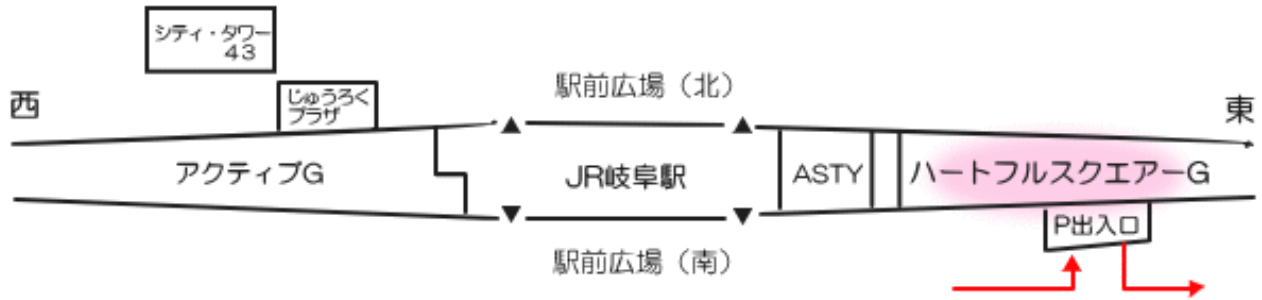 シティ・タワー
43
じゅうろく
プラザ
西
駅前広場（北）
東
アクティブG
JR岐阜駅
ASTY
ハートフルスクエアーG
P出入口
駅前広場（南）